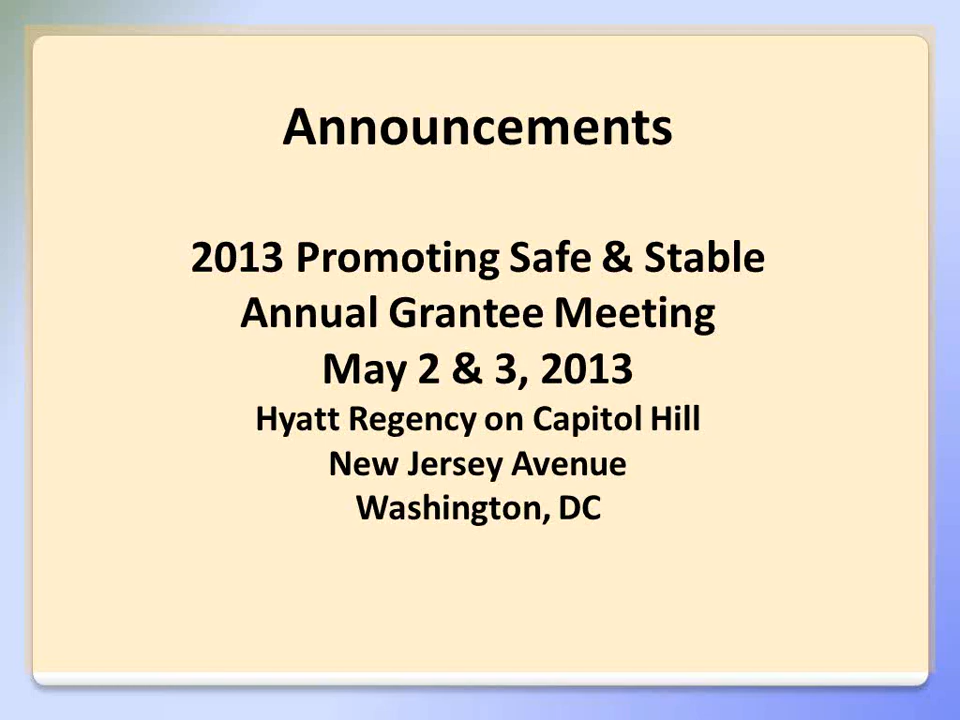 Announcements
2013 Promoting Safe & Stable
Annual Grantee Meeting
May 2 & 3, 2013
Hyatt Regency on Capitol Hill
New Jersey Avenue
Washington, DC